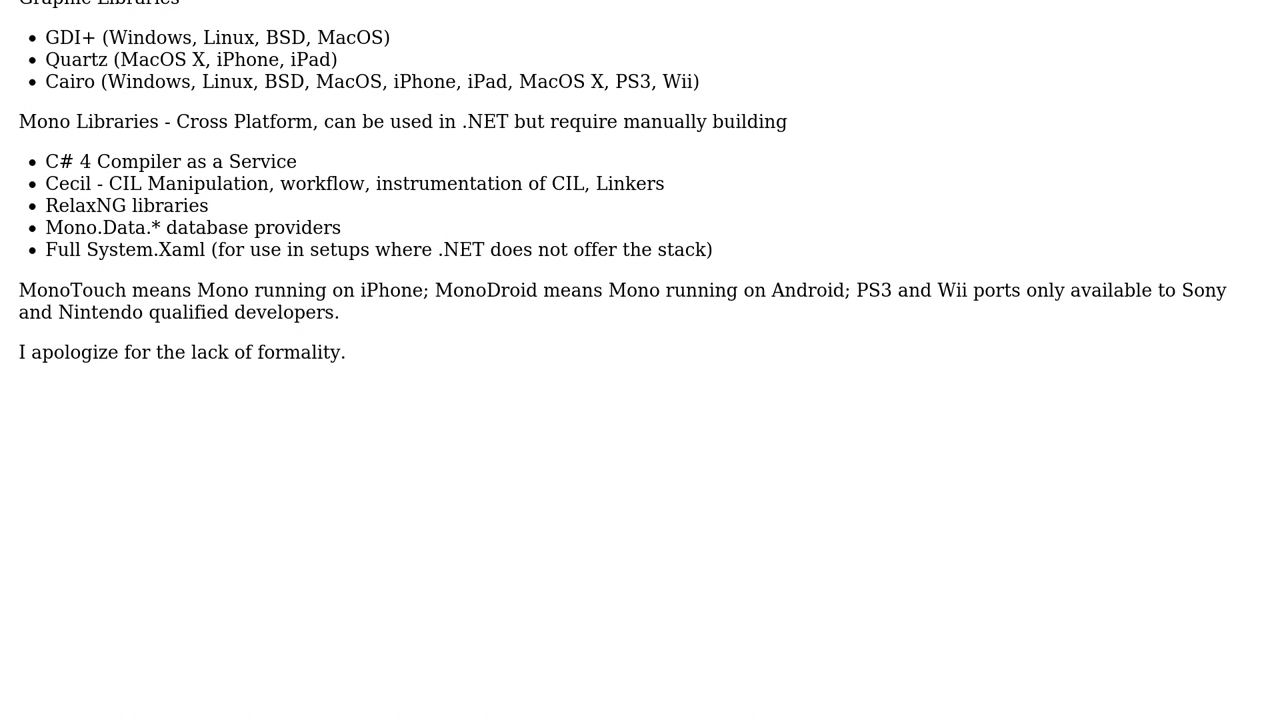 Graphic Libraries
GDI+ (Windows, Linux, BSD, MacOS)
Quartz (MacOS X, iPhone, iPad)
Cairo (Windows, Linux, BSD, MacOS, iPhone, iPad, MacOS X, PS3, Wii)
Mono Libraries - Cross Platform, can be used in .NET but require manually building
C# 4 Compiler as a Service
Cecil - CIL Manipulation, workflow, instrumentation of CIL, Linkers
RelaxNG libraries
Mono.Data.* database providers
Full System.Xaml (for use in setups where .NET does not offer the stack)
MonoTouch means Mono running on iPhone; MonoDroid means Mono running on Android; PS3 and Wii ports only available to Sony
and Nintendo qualified developers.
I apologize for the lack of formality.